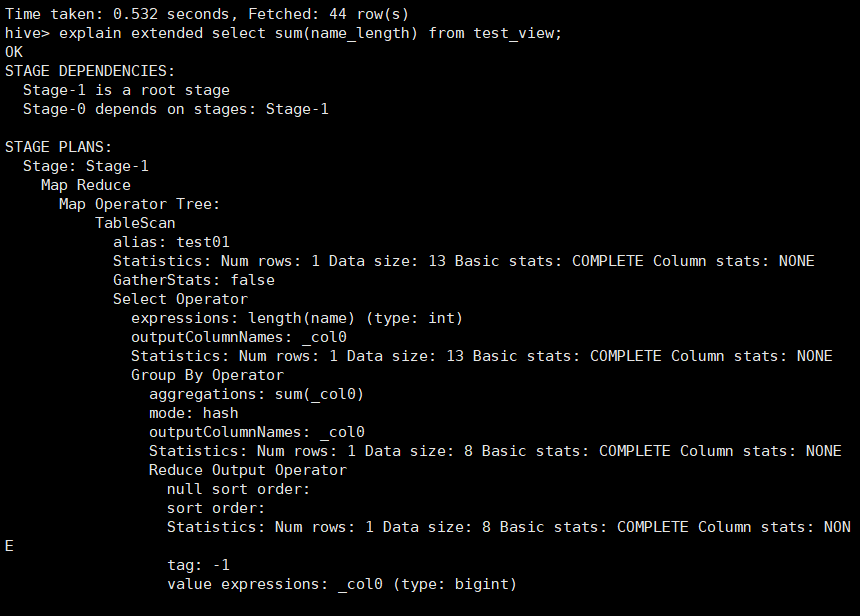 Time taken: 0.532 seconds, Fetched: 44 row(s)
hive> explain extended select sum(name_length) from test_view;
OK
STAGE DEPENDENCIES:
  Stage-1 is a root stage
  Stage-0 depends on stages: Stage-1

STAGE PLANS:
  Stage: Stage-1
    Map Reduce
      Map Operator Tree:
          TableScan
            alias: test01
            Statistics: Num rows: 1 Data size: 13 Basic stats: COMPLETE Column stats: NONE
            GatherStats: false
            Select Operator
              expressions: length(name) (type: int)
              outputColumnNames: _col0
              Statistics: Num rows: 1 Data size: 13 Basic stats: COMPLETE Column stats: NONE
              Group By Operator
                aggregations: sum(_col0)
                mode: hash
                outputColumnNames: _col0
                Statistics: Num rows: 1 Data size: 8 Basic stats: COMPLETE Column stats: NONE
                Reduce Output Operator
                  null sort order:
                  sort order:
                  Statistics: Num rows: 1 Data size: 8 Basic stats: COMPLETE Column stats: NON
E
                  tag: -1
                  value expressions: _col0 (type: bigint)